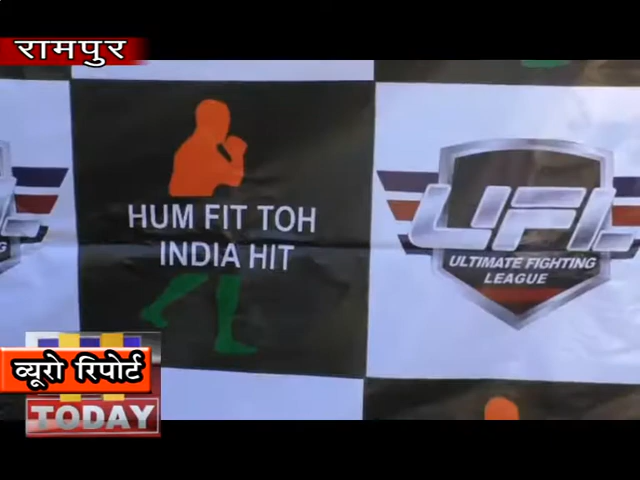 रामपुर
HUM FIT TOH
INDIA HIT
UFL
ULTIMATE FIGHTING
LEAGUE
व्यूरो रिपोर्ट
TODAY